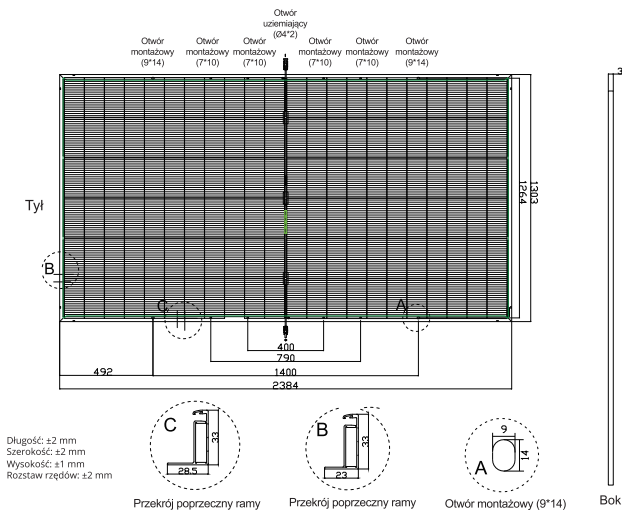 Otwór
uziemiający
(Ø4*2)
Otwór
montażowy
(9*14)
Otwór
montażowy
(7*10)
Otwór
montażowy
(7*10)
Otwór
montażowy
(7*10)
Otwór
montażowy
(7*10)
Otwór
montażowy
(9*14)
Tył
B
C
A
1264
1303
400
790
492
1400
2384
Długość: ±2 mm
Szerokość: ±2 mm
Wysokość: ±1 mm
Rozstaw rzędów: ±2 mm
C
33
28.5
Przekrój poprzeczny ramy
B
33
23
Przekrój poprzeczny ramy
A
9
14
Otwór montażowy (9*14)
Bok